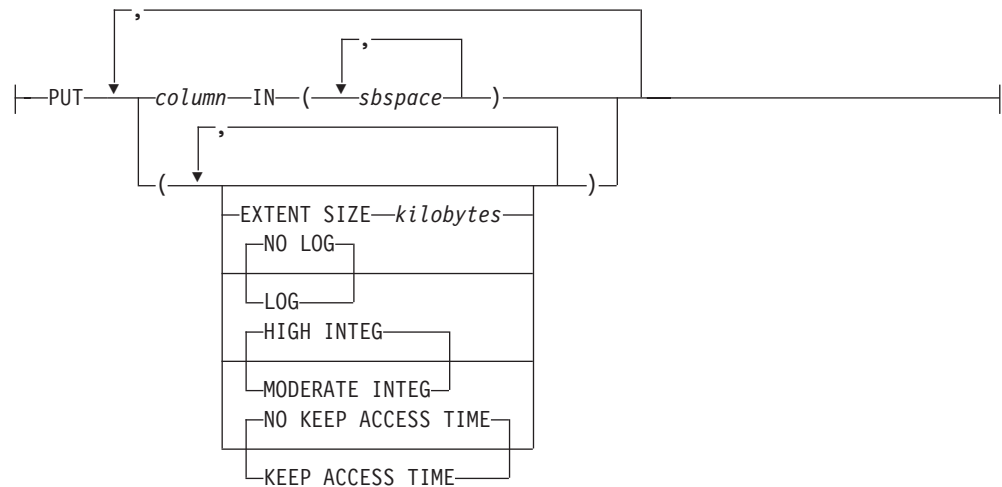 ,
,
PUT column IN ( sbspace )
,
( )
EXTENT SIZE kilobytes
NO LOG
LOG
HIGH INTEG
MODERATE INTEG
NO KEEP ACCESS TIME
KEEP ACCESS TIME